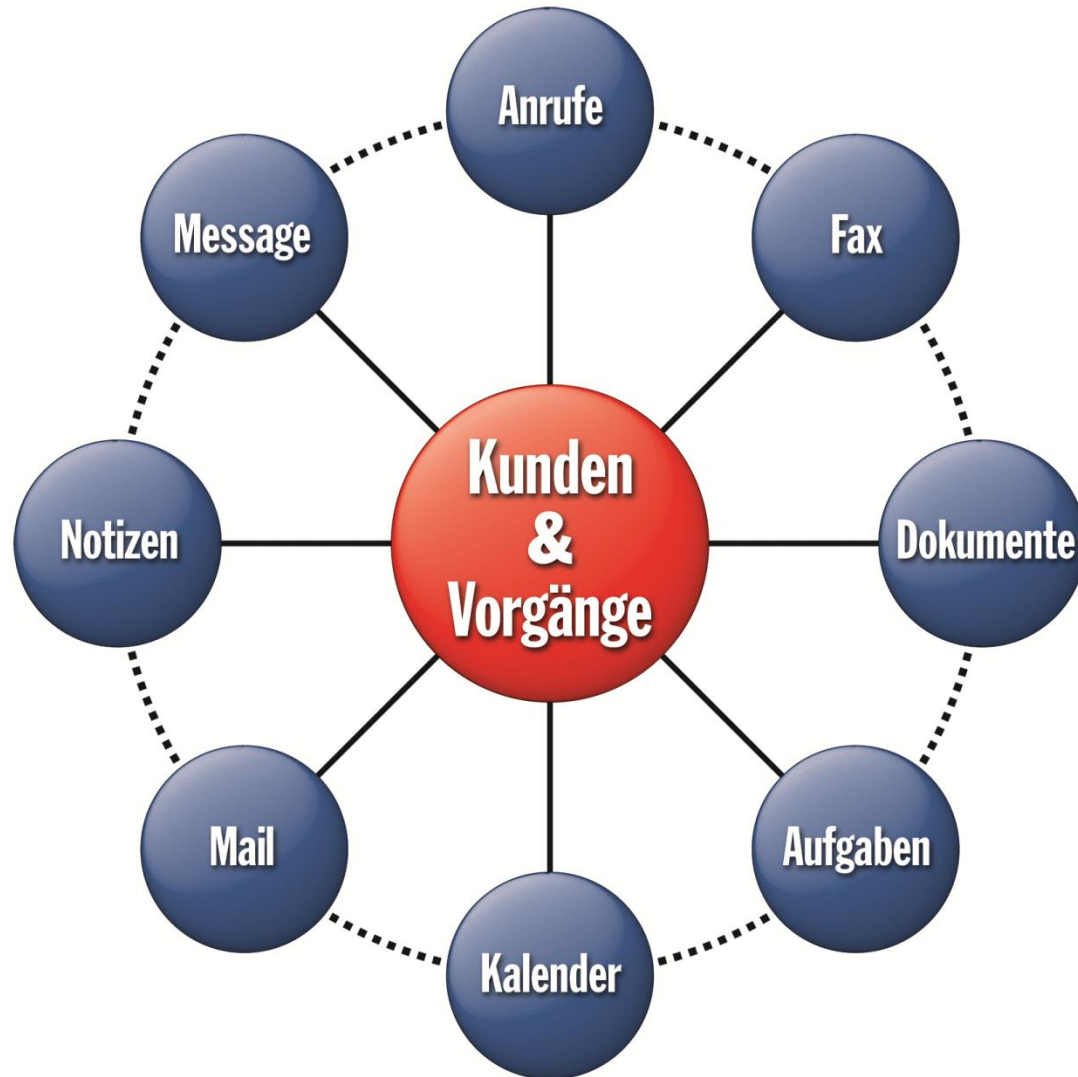 Anrufe
Message
Fax
Kunden
&
Vorgänge
Notizen
Dokumente
Mail
Aufgaben
Kalender